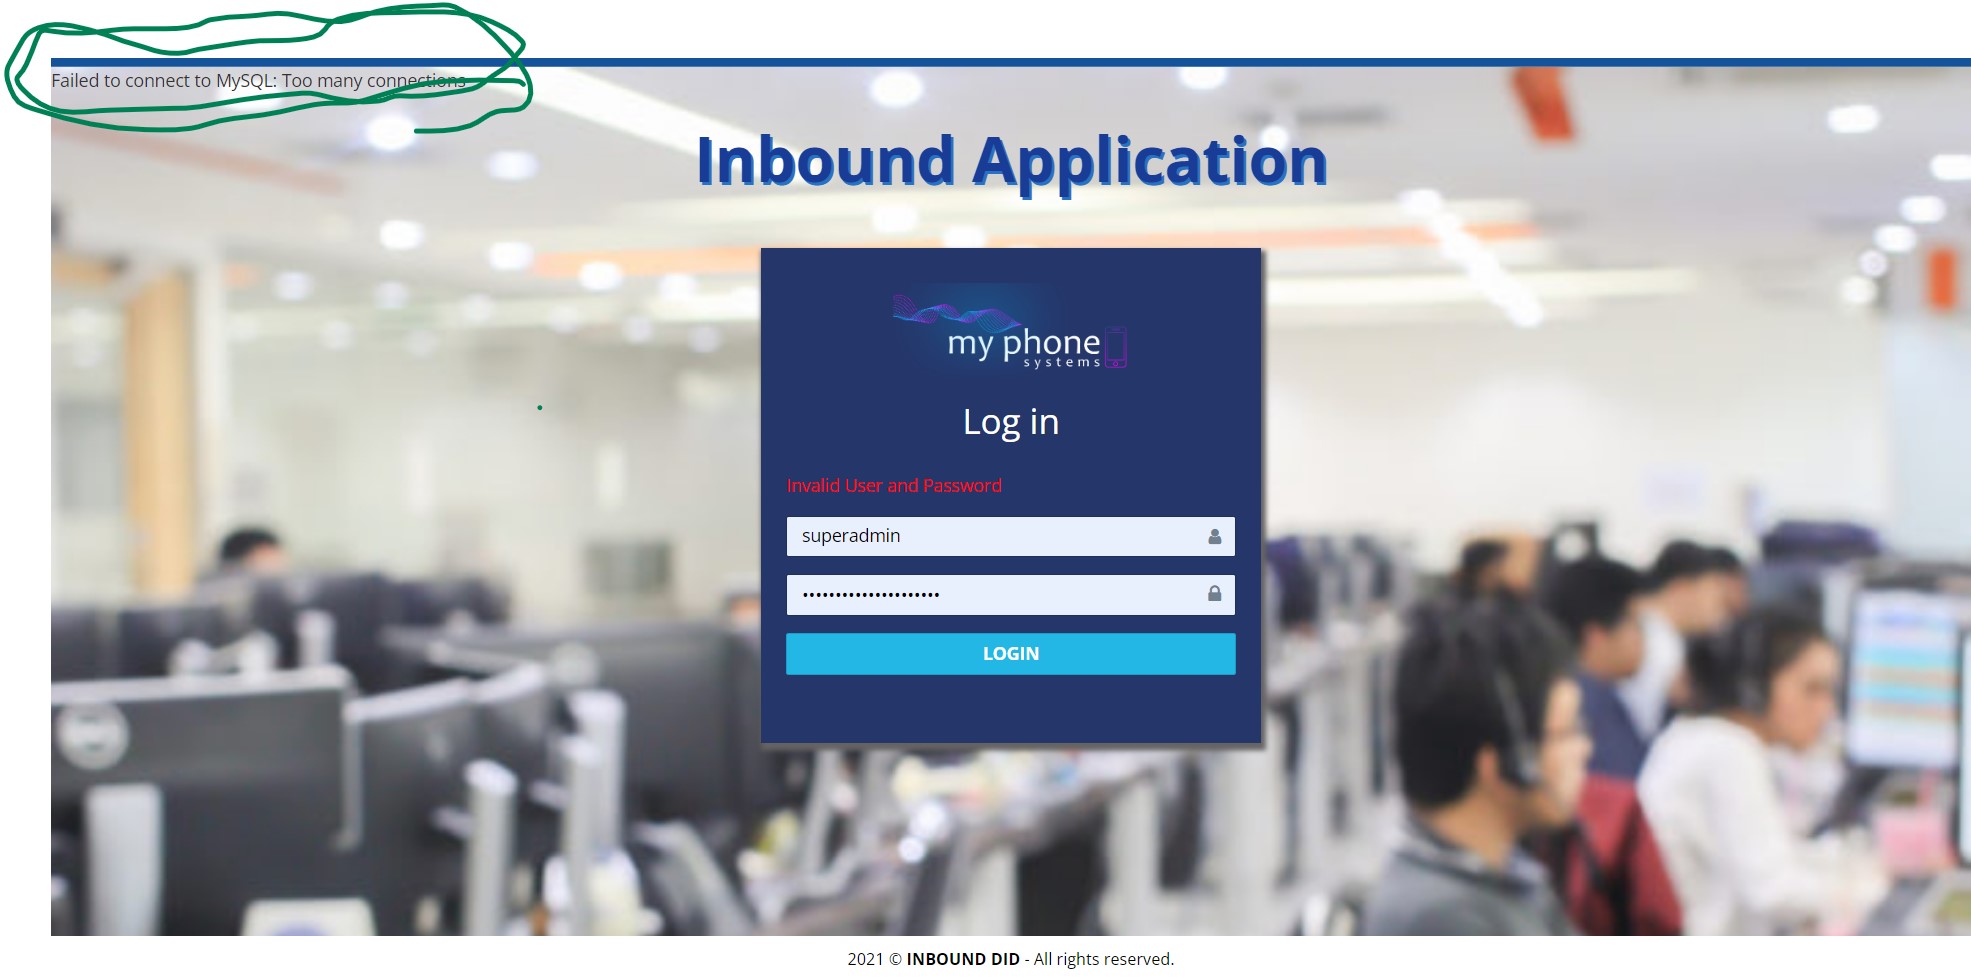 Failed to connect to MySQL: Too many connections
Inbound Application
my phone
systems
Log in
Invalid User and Password
superadmin
•••••••••••••••••••••
LOGIN
2021 © INBOUND DID - All rights reserved.